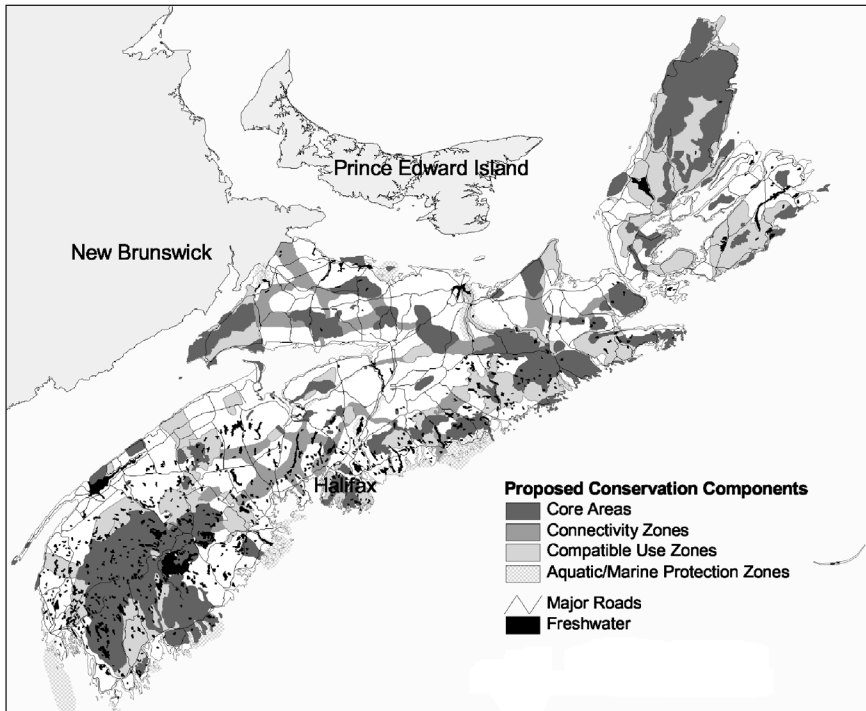 Prince Edward Island
New Brunswick
Halifax
Proposed Conservation Components
Core Areas
Connectivity Zones
Compatible Use Zones
Aquatic/Marine Protection Zones
Major Roads
Freshwater